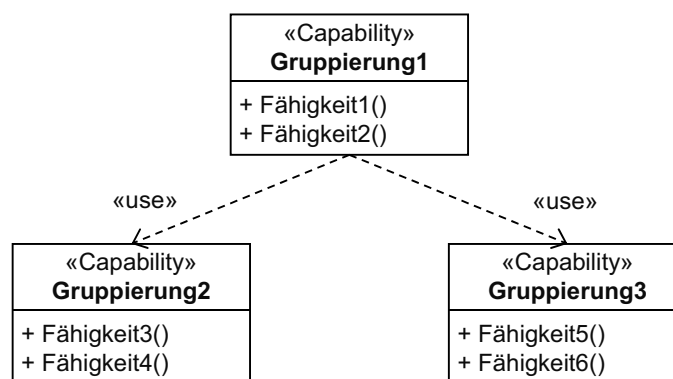 «Capability»
Gruppierung1
+ Fähigkeit1()
+ Fähigkeit2()
«use»
«use»
«Capability»
Gruppierung2
+ Fähigkeit3()
+ Fähigkeit4()
«Capability»
Gruppierung3
+ Fähigkeit5()
+ Fähigkeit6()